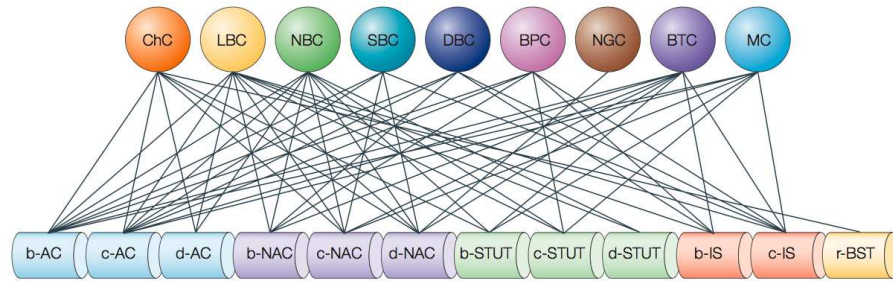 ChC LBC NBC SBC DBC BPC NGC BTC MC
b-AC c-AC d-AC b-NAC c-NAC d-NAC b-STUT c-STUT d-STUT b-IS c-IS r-BST